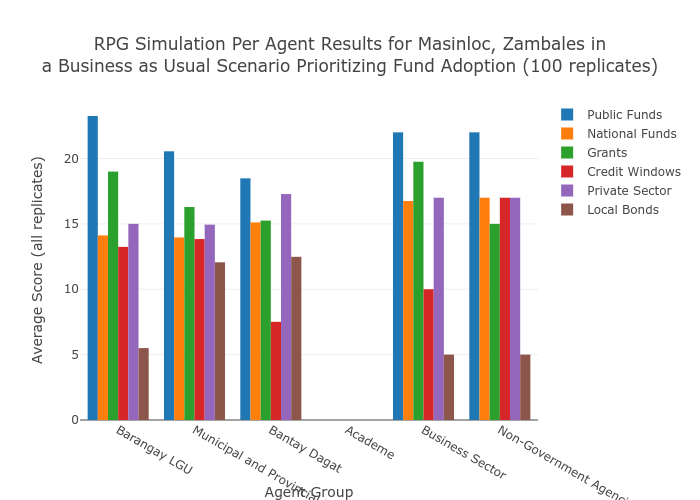 RPG Simulation Per Agent Results for Masinloc, Zambales in
a Business as Usual Scenario Prioritizing Fund Adoption (100 replicates)
Public Funds
National Funds
Grants
Credit Windows
Private Sector
Local Bonds
Average Score (all replicates)
20
15
10
5
0
Barangay LGU
Municipal and
Bantay Dagat
Academe
Business Sector
Non-Government
Agent Group